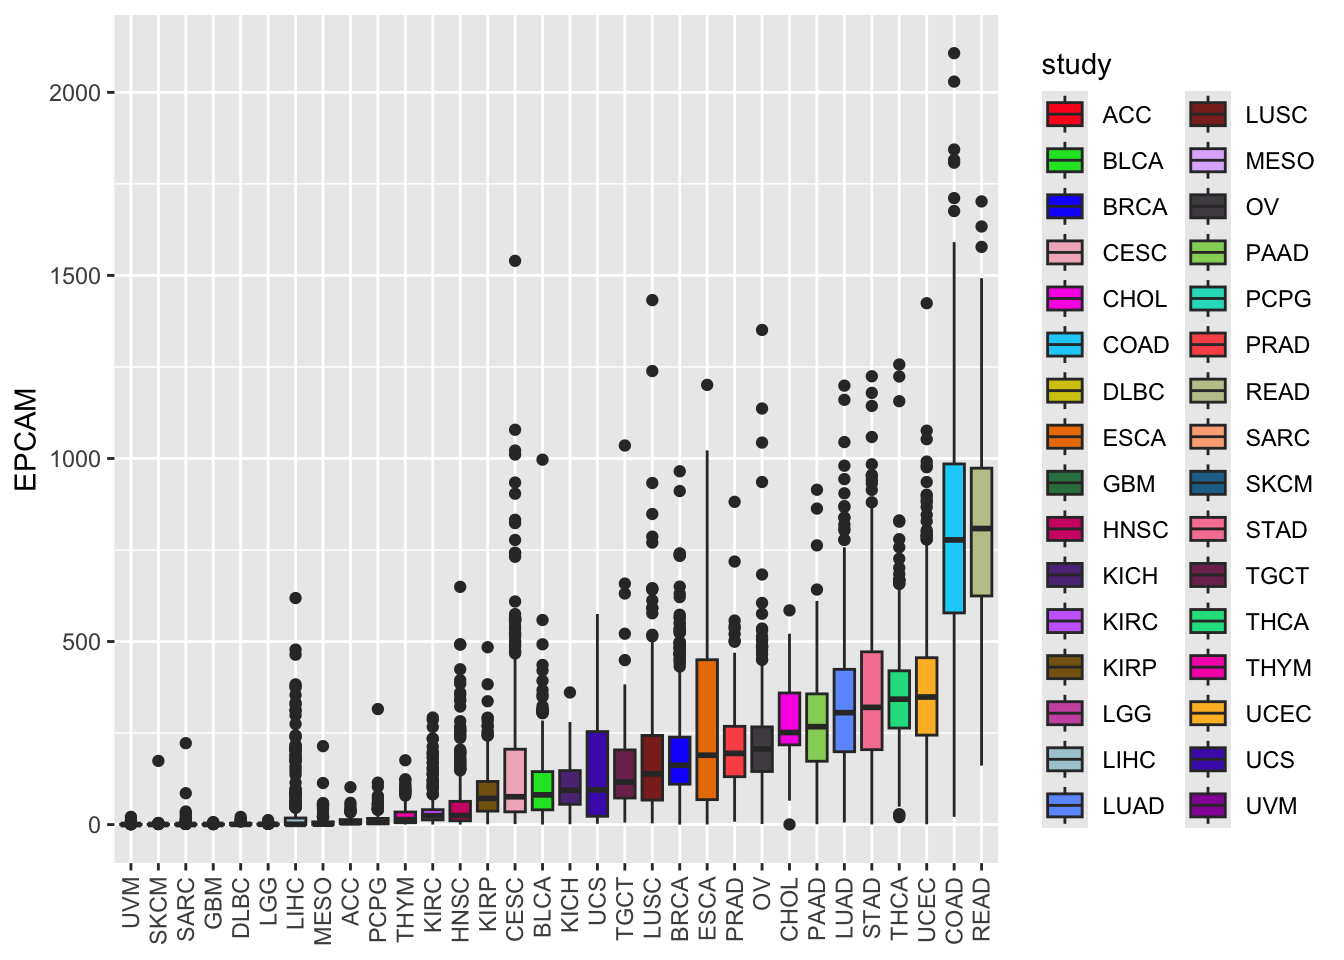 EPCAM
2000
1500
1000
500
0
UVM
SKCM
SARC
GBM
DLBC
LGG
LIHC
MESO
ACC
PCPG
THYM
KIRC
HNSC
KIRP
CESC
BLCA
KICH
UCS
TGCT
LUSC
BRCA
ESCA
PRAD
OV
CHOL
PAAD
LUAD
STAD
THCA
UCEC
COAD
READ
study
ACC
BLCA
BRCA
CESC
CHOL
COAD
DLBC
ESCA
GBM
HNSC
KICH
KIRC
KIRP
LGG
LIHC
LUAD
LUSC
MESO
OV
PAAD
PCPG
PRAD
READ
SARC
SKCM
STAD
TGCT
THCA
THYM
UCEC
UCS
UVM